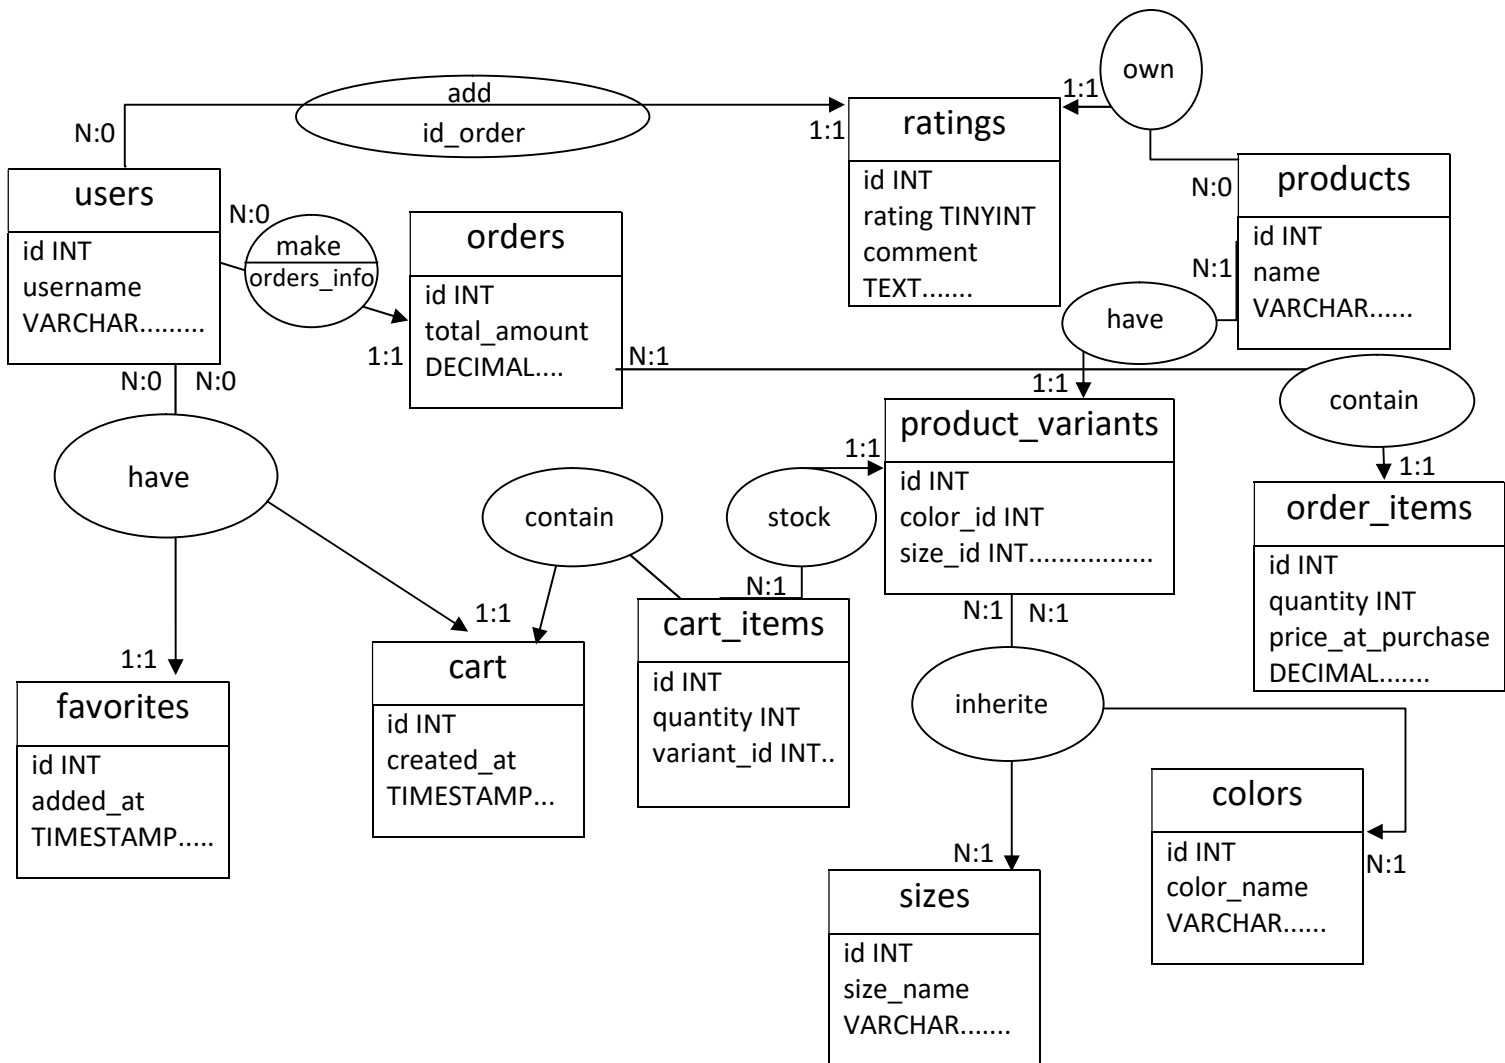 own
add
id_order
1:1
N:0
1:1
ratings
id INT
rating TINYINT
comment
TEXT.......
N:0
products
id INT
name
VARCHAR......
users
id INT
username
VARCHAR.........
N:0
make
orders_info
1:1
orders
id INT
total_amount
DECIMAL....
N:1
N:1
have
1:1
contain
1:1
N:0
N:0
have
1:1
1:1
contain
stock
1:1
N:1
product_variants
id INT
color_id INT
size_id INT.................
order_items
id INT
quantity INT
price_at_purchase
DECIMAL.......
favorites
id INT
added_at
TIMESTAMP.....
cart
id INT
created_at
TIMESTAMP...
cart_items
id INT
quantity INT
variant_id INT..
N:1
N:1
inherite
N:1
N:1
colors
id INT
color_name
VARCHAR......
sizes
id INT
size_name
VARCHAR.......